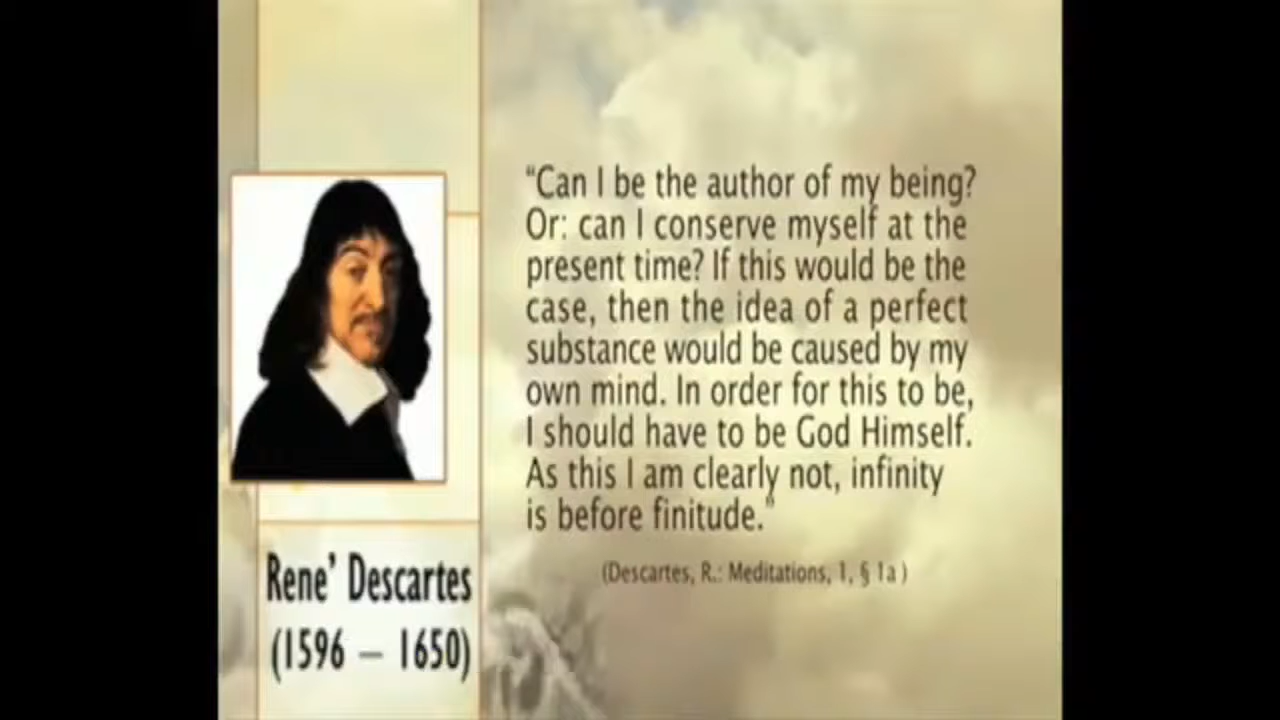 "Can I be the author of my being?
Or: can I conserve myself at the
present time? If this would be the
case, then the idea of a perfect
substance would be caused by my
own mind. In order for this to be,
I should have to be God Himself.
As this I am clearly not, infinity
is before finitude."
(Descartes, R.: Meditations, 1, § 1a )
Rene' Descartes
(1596 – 1650)